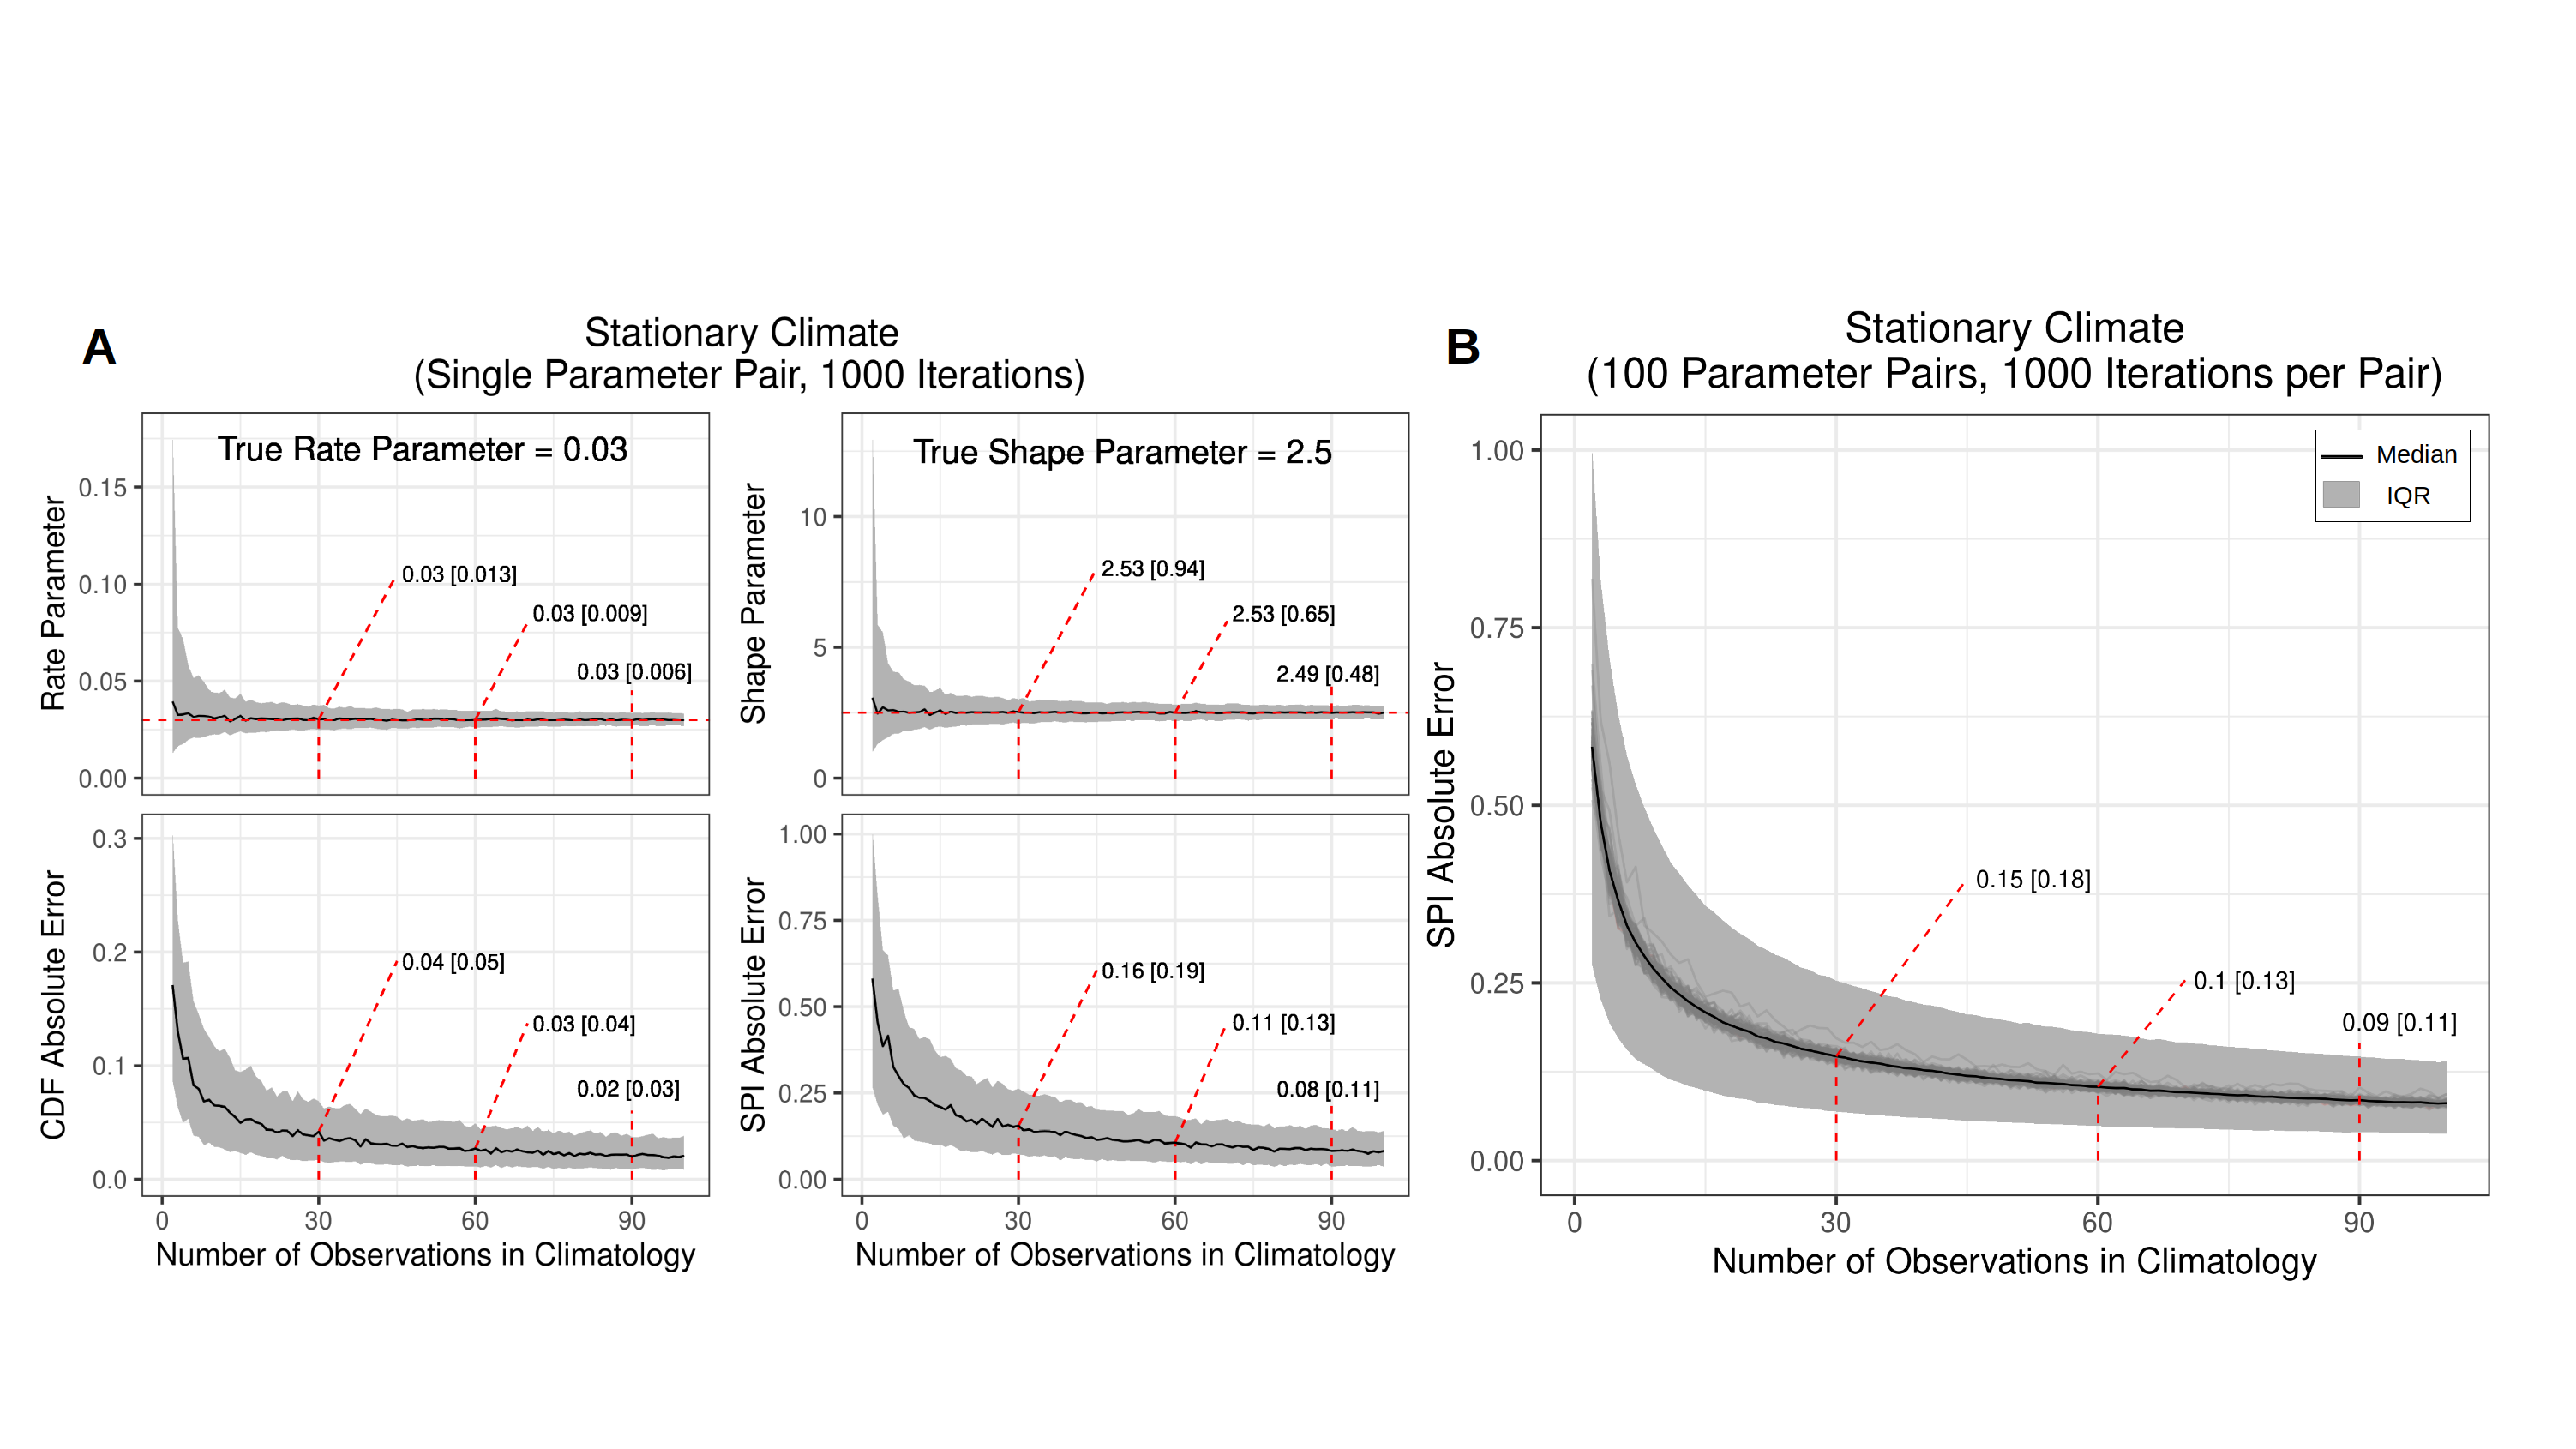 A
Stationary Climate
(Single Parameter Pair, 1000 Iterations)
True Rate Parameter = 0.03
Rate Parameter
0.15
0.10
0.05
0.00
0.03 [0.013]
0.03 [0.009]
0.03 [0.006]
True Shape Parameter = 2.5
Shape Parameter
10
5
0
2.53 [0.94]
2.53 [0.65]
2.49 [0.48]
CDF Absolute Error
0.3
0.2
0.1
0.0
0.04 [0.05]
0.03 [0.04]
0.02 [0.03]
0 30 60 90
Number of Observations in Climatology
SPI Absolute Error
1.00
0.75
0.50
0.25
0.00
0.16 [0.19]
0.11 [0.13]
0.08 [0.11]
0 30 60 90
Number of Observations in Climatology
B
Stationary Climate
(100 Parameter Pairs, 1000 Iterations per Pair)
Median
IQR
SPI Absolute Error
1.00
0.75
0.50
0.25
0.00
0.15 [0.18]
0.1 [0.13]
0.09 [0.11]
0 30 60 90
Number of Observations in Climatology